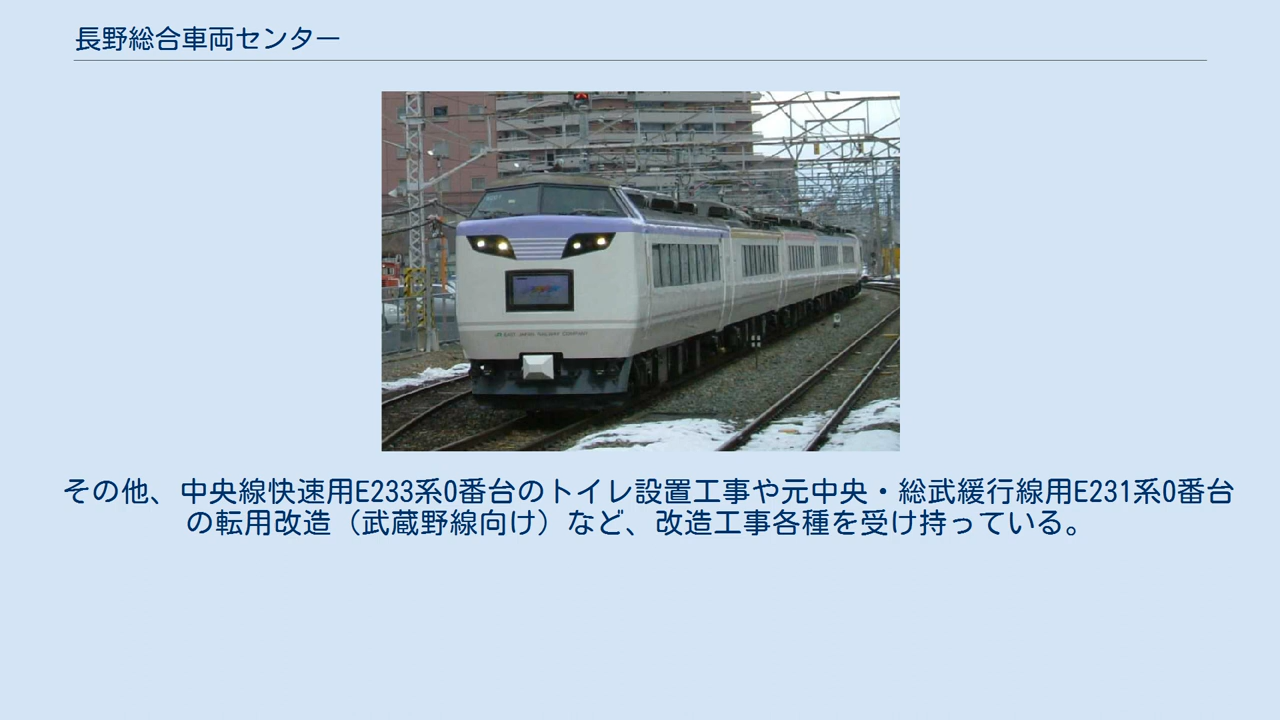 長野総合車両センター
EAST JAPAN RAILWAY COMPANY
その他、中央線快速用E233系0番台のトイレ設置工事や元中央・総武緩行線用E231系0番台
の転用改造（武蔵野線向け）など、改造工事各種を受け持っている。